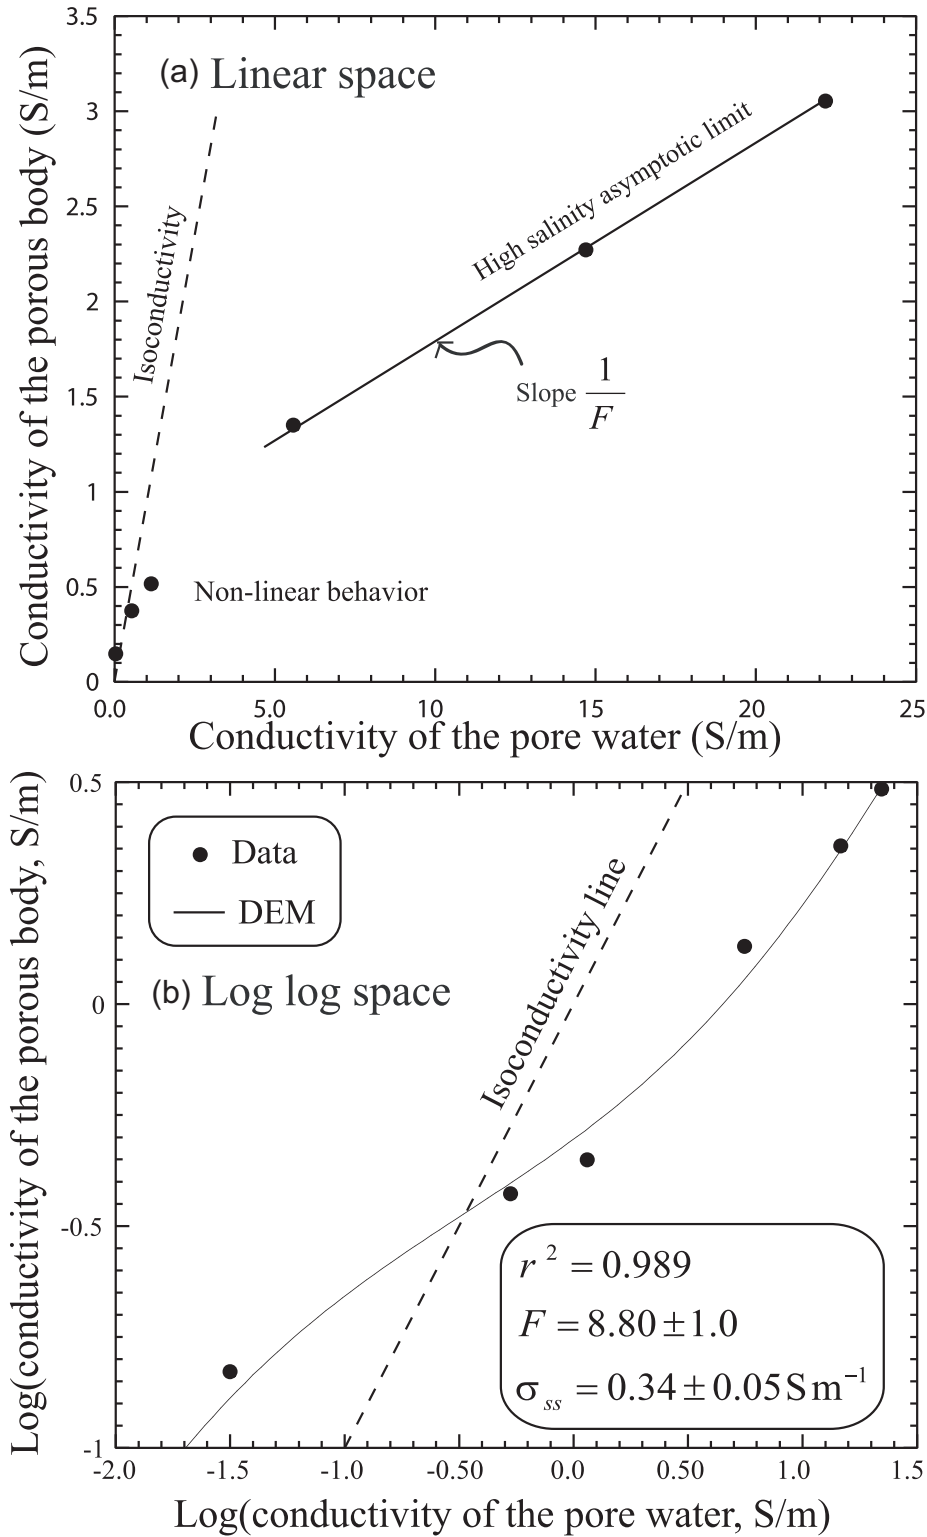 3.5
(a) Linear space
3
High salinity asymptotic limit
2.5
Isoconductivity
2
Slope 1/F
1.5
1
Non-linear behavior
0.5
0
0.0 5.0 10 15 20 25
Conductivity of the porous body (S/m)
Conductivity of the pore water (S/m)
0.5
Data
DEM
Isoconductivity line
(b) Log log space
0
-0.5
r² = 0.989
F = 8.80 ± 1.0
σss = 0.34 ± 0.05 S m⁻¹
-1
-2.0 -1.5 -1.0 -0.50 0.0 0.50 1.0 1.5
Log(conductivity of the porous body, S/m)
Log(conductivity of the pore water, S/m)